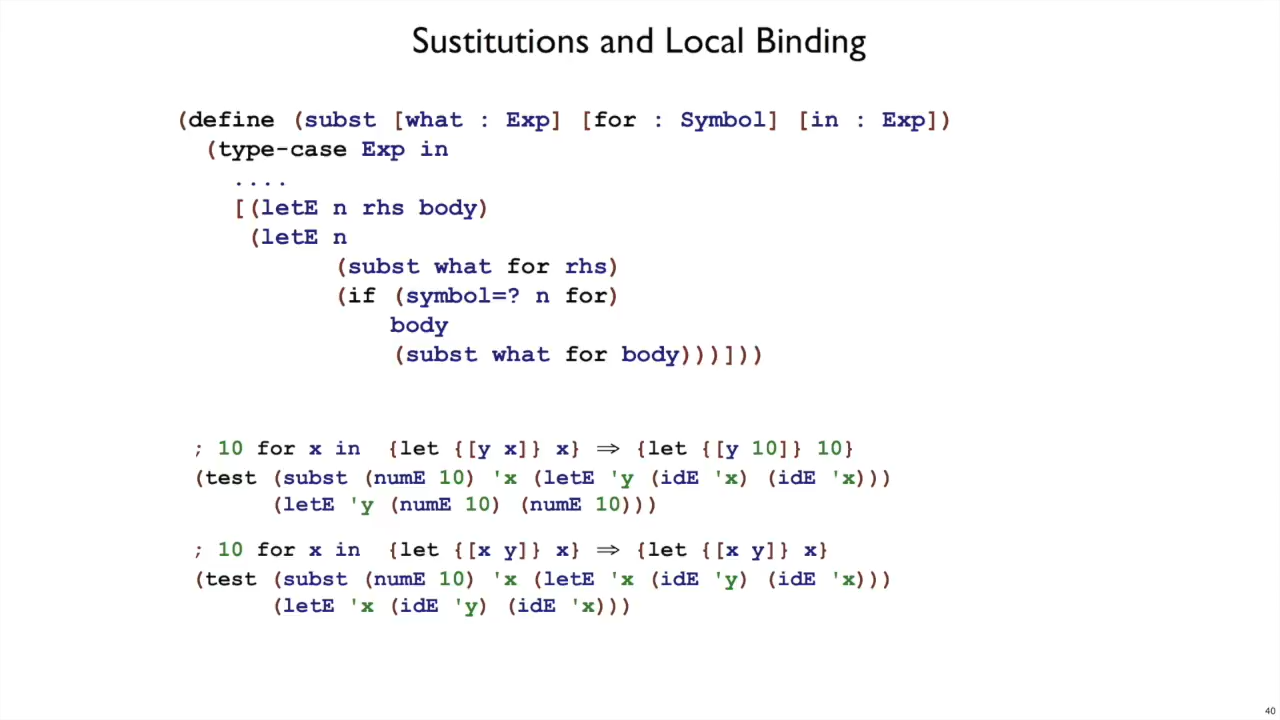 Sustitutions and Local Binding
(define (subst [what : Exp] [for : Symbol] [in : Exp])
(type-case Exp in
....
[(letE n rhs body)
(letE n
(subst what for rhs)
(if (symbol=? n for)
body
(subst what for body)))]))
; 10 for x in {let {[y x]} x} ⇒ {let {[y 10]} 10}
(test (subst (numE 10) 'x (letE 'y (idE 'x) (idE 'x)))
(letE 'y (numE 10) (numE 10)))
; 10 for x in {let {[x y]} x} ⇒ {let {[x y]} x}
(test (subst (numE 10) 'x (letE 'x (idE 'y) (idE 'x)))
(letE 'x (idE 'y) (idE 'x)))
40